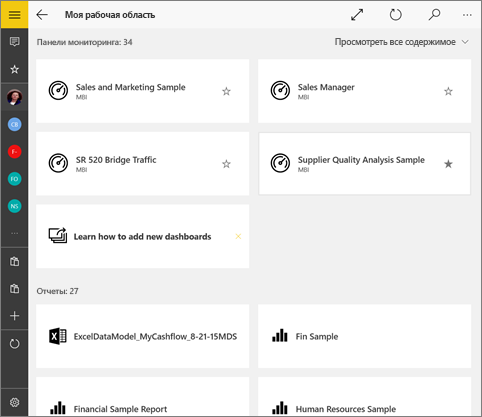 Моя рабочая область
Панели мониторинга: 34
Просмотреть все содержимое
Sales and Marketing Sample
MBI
Sales Manager
MBI
CB
F-
SR 520 Bridge Traffic
MBI
Supplier Quality Analysis Sample
MBI
FO
NS
Learn how to add new dashboards
Отчеты: 27
ExcelDataModel_MyCashflow_8-21-15MDS
Fin Sample
Financial Sample Report
Human Resources Sample